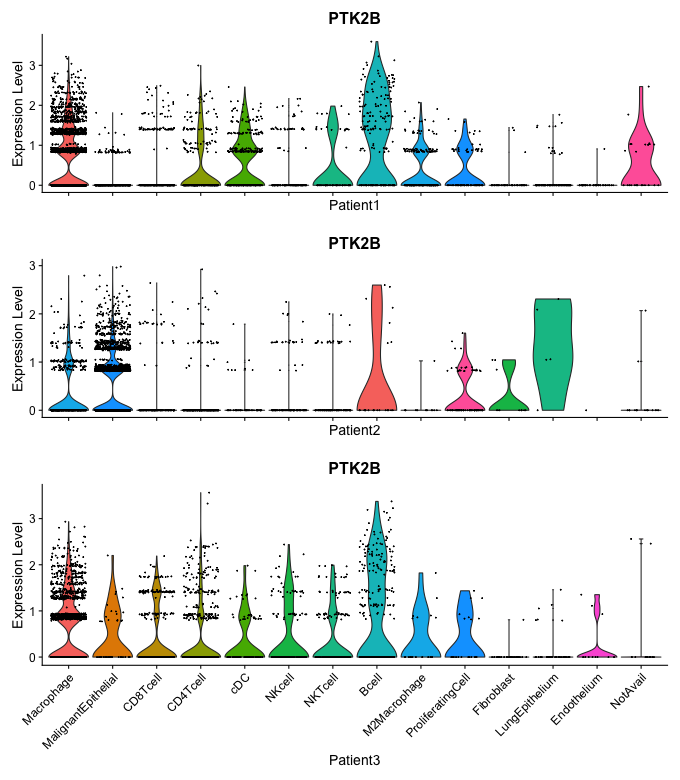 PTK2B
Expression Level
3
2
1
0
Patient1
PTK2B
Expression Level
3
2
1
0
Patient2
PTK2B
Expression Level
3
2
1
0
Macrophage
MalignantEpithelial
CD8Tcell
CD4Tcell
cDC
NKcell
NKTcell
Bcell
M2Macrophage
ProliferatingCell
Fibroblast
LungEpithelium
Endothelium
NotAvail
Patient3